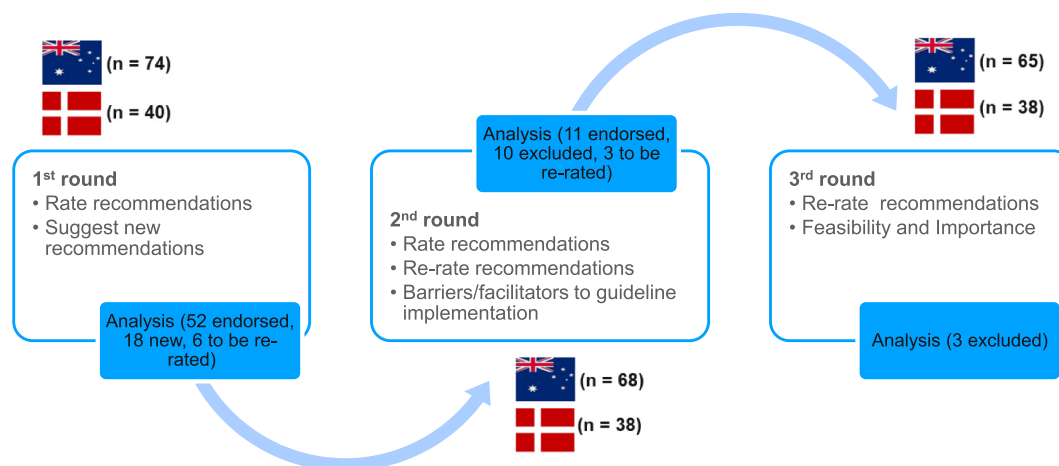 (n = 74)
(n = 40)
1st round
• Rate recommendations
• Suggest new
recommendations
Analysis (52 endorsed,
18 new, 6 to be re-
rated)
Analysis (11 endorsed,
10 excluded, 3 to be
re-rated)
2nd round
• Rate recommendations
• Re-rate recommendations
• Barriers/facilitators to guideline
implementation
(n = 68)
(n = 38)
(n = 65)
(n = 38)
3rd round
• Re-rate recommendations
• Feasibility and Importance
Analysis (3 excluded)